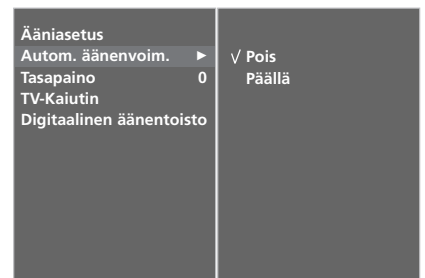 Ääniasetus
Autom. äänenvoim. ►
Tasapaino 0
TV-Kaiutin
Digitaalinen äänentoisto
√ Pois
Päällä